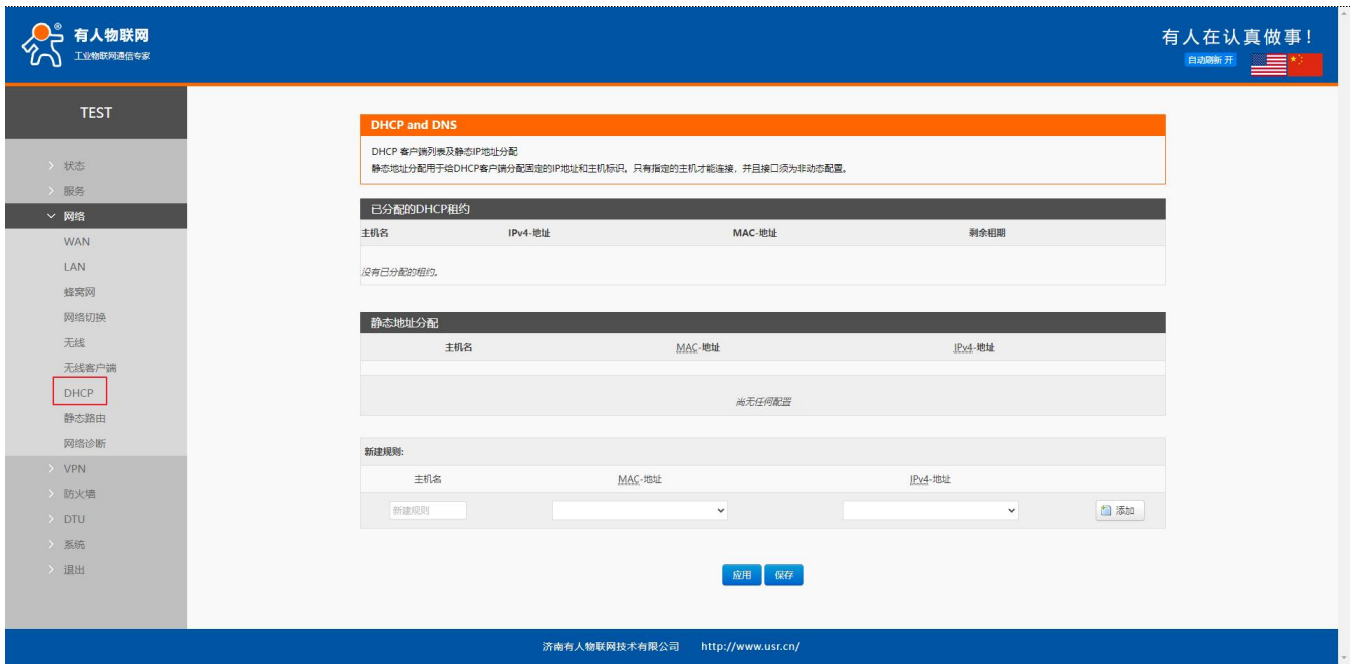 有人物联网
工业物联网通信专家
有人在认真做事！
自动刷新 开
TEST
状态
服务
网络
WAN
LAN
蜂窝网
网络切换
无线
无线客户端
DHCP
静态路由
网络诊断
VPN
防火墙
DTU
系统
退出
DHCP and DNS
DHCP 客户端列表及静态IP地址分配
静态地址分配用于给DHCP客户端分配固定的IP地址和主机标识。只有指定的主机才能连接，并且接口须为非动态配置。
已分配的DHCP租约
主机名 IPv4-地址 MAC-地址 剩余租期
没有已分配的租约。
静态地址分配
主机名 MAC-地址 IPv4-地址
尚无任何配置
新建规则:
主机名 MAC-地址 IPv4-地址
新建规则 添加
应用 保存
济南有人物联网技术有限公司 http://www.usr.cn/